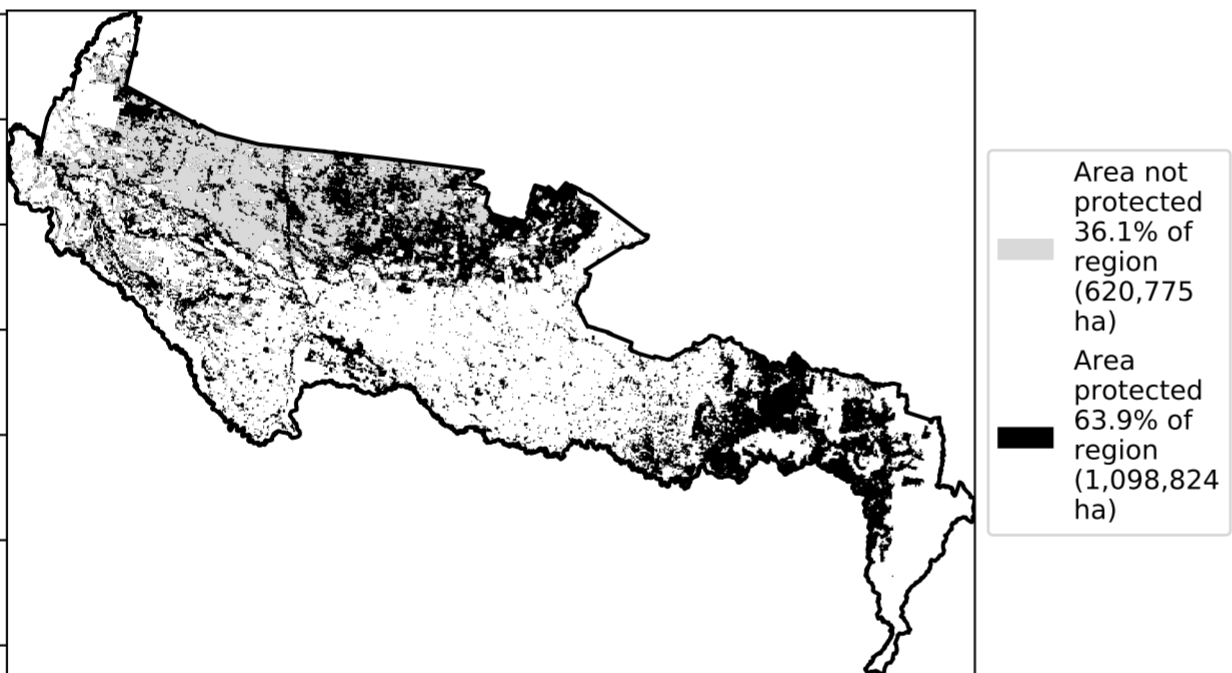 Area not
protected
36.1% of
region
(620,775
ha)
Area
protected
63.9% of
region
(1,098,824
ha)